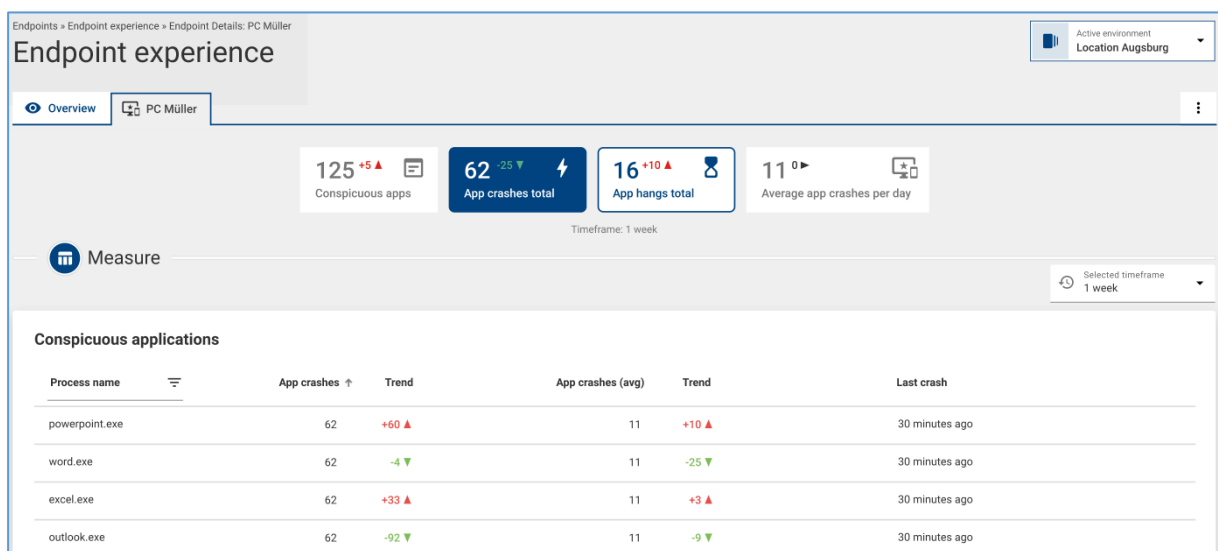 Endpoints » Endpoint experience » Endpoint Details: PC Müller
Endpoint experience
Active environment
Location Augsburg
Overview
PC Müller
125 +5 ▲
Conspicuous apps
62 -25 ▼
App crashes total
16 +10 ▲
App hangs total
11 0 ►
Average app crashes per day
Timeframe: 1 week
Measure
Selected timeframe
1 week
Conspicuous applications
Process name App crashes ↑ Trend App crashes (avg) Trend Last crash
powerpoint.exe 62 +60 ▲ 11 +10 ▲ 30 minutes ago
word.exe 62 -4 ▼ 11 -25 ▼ 30 minutes ago
excel.exe 62 +33 ▲ 11 +3 ▲ 30 minutes ago
outlook.exe 62 -92 ▼ 11 -9 ▼ 30 minutes ago